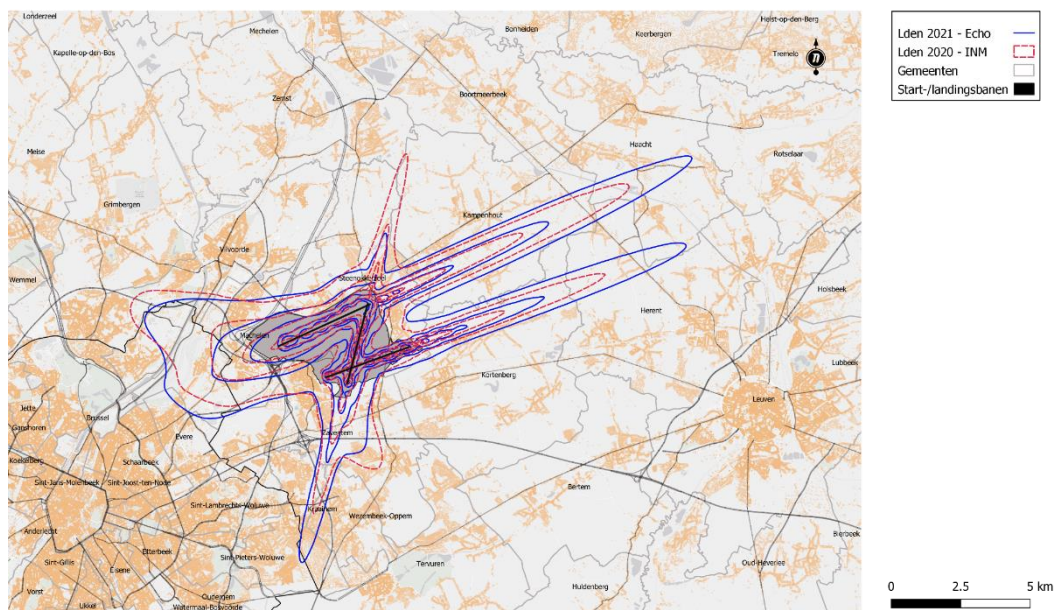 Londerzeel
Mechelen
Bonheiden
Heist-op-den-Berg
Keerbergen
Kapelle-op-den-Bos
Tremelo
n
Zemst
Boortmeerbeek
Meise
Haacht
Rotselaar
Grimbergen
Kampenhout
Vilvoorde
Wemmel
Holsbeek
Herent
Machelen
Lubbeek
Kortenberg
Leuven
Jette
Brussel
Ganshoren
Evere
Zaventem
Koekelberg
Schaarbeek
Sint-Jans-Molenbeek
Sint-Joost-ten-Node
Bertem
Sint-Lambrechts-Woluwe
Kraainem
Wezembeek-Oppem
Anderlecht
Bierbeek
Etterbeek
Sint-Pieters-Woluwe
Sint-Gillis
Tervuren
Oud-Heverlee
Elsene
Huldenberg
Vorst
Oudergem
Ukkel
Watermaal-Bosvoorde
Lden 2021 - Echo
Lden 2020 - INM
Gemeenten
Start-/landingsbanen
0 2.5 5 km